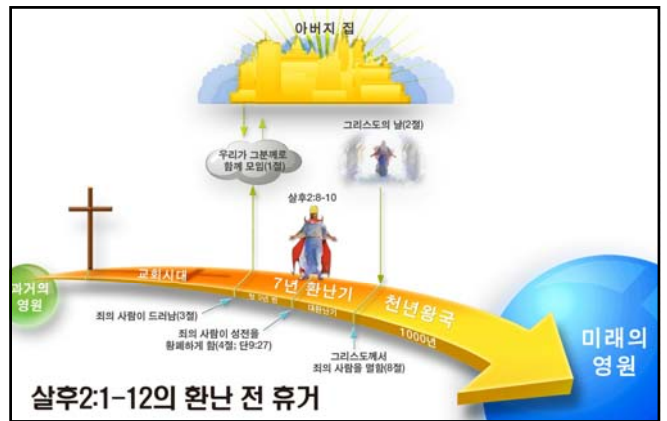 아버지 집
그리스도의 날(2절)
우리가 그분께로
함께 모임(1절)
살후2:8-10
과거의
영원
교회시대
7년 환난기
대환난기
천년왕국
1000년
죄의 사람이 드러남(3절)
죄의 사람이 성전을
황폐하게 함(4절; 단9:27)
그리스도께서
죄의 사람을 멸함(8절)
미래의
영원
살후2:1-12의 환난 전 휴거